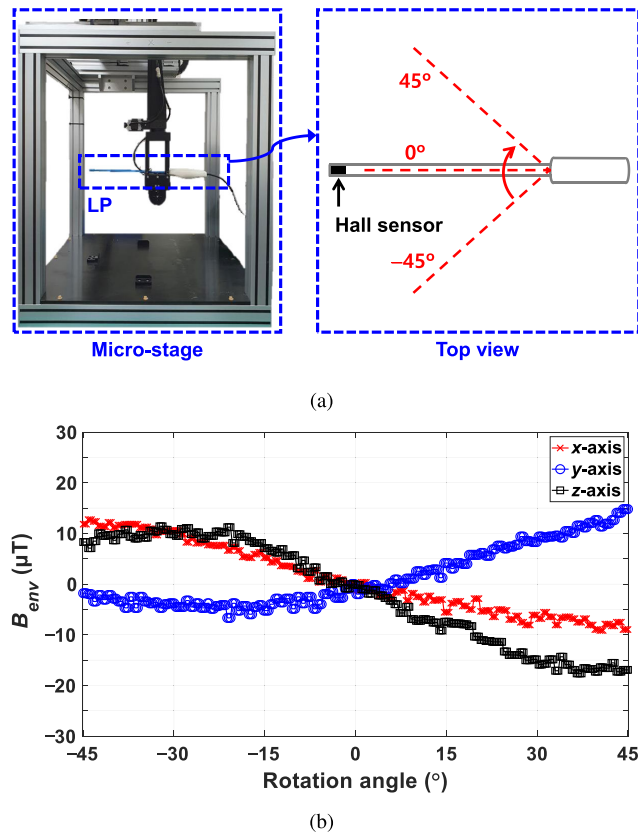 LP
Micro-stage
45°
0°
Hall sensor
−45°
Top view
(a)
30
20
10
0
−10
−20
−30
B_env (µT)
x-axis
y-axis
z-axis
−45
−30
−15
0
15
30
45
Rotation angle (°)
(b)